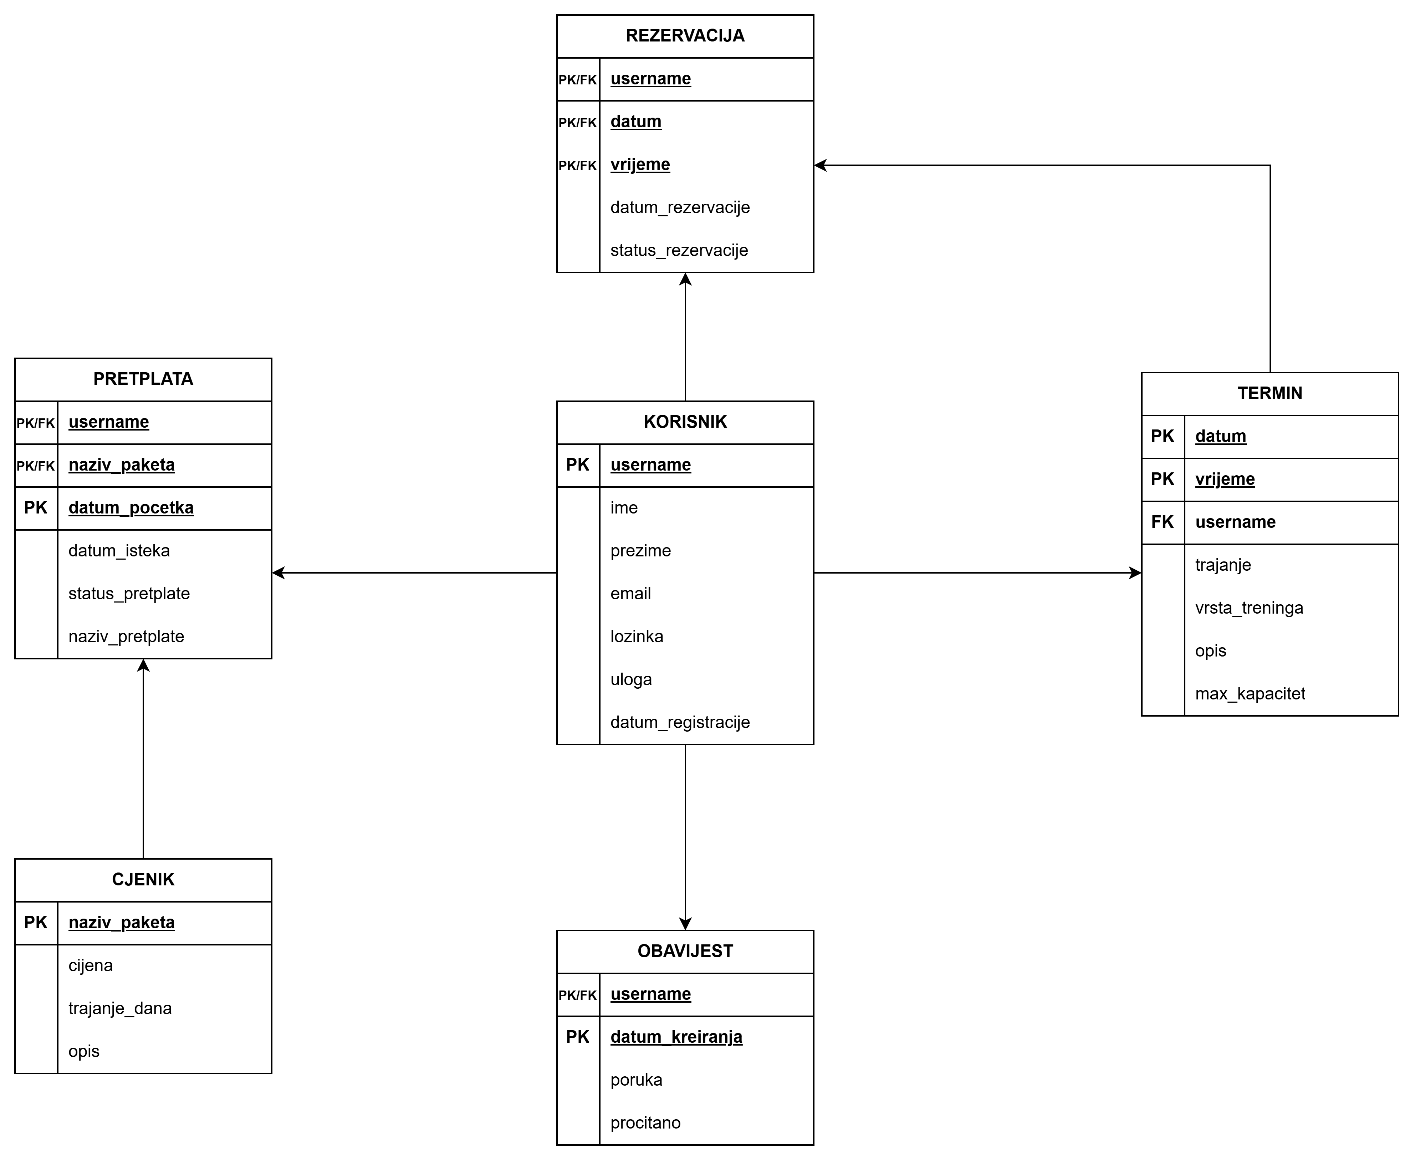 REZERVACIJA
PK/FK username
PK/FK datum
PK/FK vrijeme
datum_rezervacije
status_rezervacije
PRETPLATA
PK/FK username
PK/FK naziv_paketa
PK datum_pocetka
datum_isteka
status_pretplate
naziv_pretplate
KORISNIK
PK username
ime
prezime
email
lozinka
uloga
datum_registracije
TERMIN
PK datum
PK vrijeme
FK username
trajanje
vrsta_treninga
opis
max_kapacitet
CJENIK
PK naziv_paketa
cijena
trajanje_dana
opis
OBAVIJEST
PK/FK username
PK datum_kreiranja
poruka
procitano